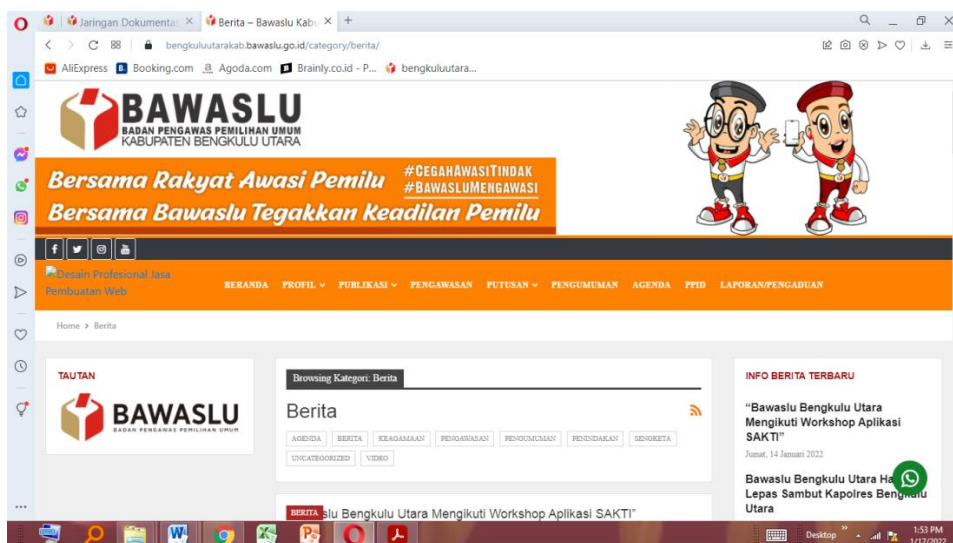 Jaringan Dokumentas
Berita – Bawaslu Kabu
bengkuluutarakab.bawaslu.go.id/category/berita/
AliExpress Booking.com Agoda.com Brainly.co.id - P... bengkuluutara...
BAWASLU
BADAN PENGAWAS PEMILIHAN UMUM
KABUPATEN BENGKULU UTARA
Bersama Rakyat Awasi Pemilu
#CEGAHAWASITINDAK
#BAWASLUMENGAWASI
Bersama Bawaslu Tegakkan Keadilan Pemilu
Desain Profesional Jasa
Pembuatan Web
BERANDA PROFIL PUBLIKASI PENGAWASAN PUTUSAN PENGUMUMAN AGENDA PPID LAPORAN/PENGADUAN
Home > Berita
TAUTAN
BAWASLU
BADAN PENGAWAS PEMILIHAN UMUM
Browsing Kategori: Berita
Berita
AGENDA BERITA KEAGAMAAN PENGAWASAN PENGUMUMAN PENINDAKAN SENGKETA
UNCATEGORIZED VIDEO
BERITA
slu Bengkulu Utara Mengikuti Workshop Aplikasi SAKTI”
INFO BERITA TERBARU
“Bawaslu Bengkulu Utara
Mengikuti Workshop Aplikasi
SAKTI”
Jumat, 14 Januari 2022
Bawaslu Bengkulu Utara Ha
Lepas Sambut Kapolres Bengkulu
Utara
Desktop
1:53 PM
1/17/2022